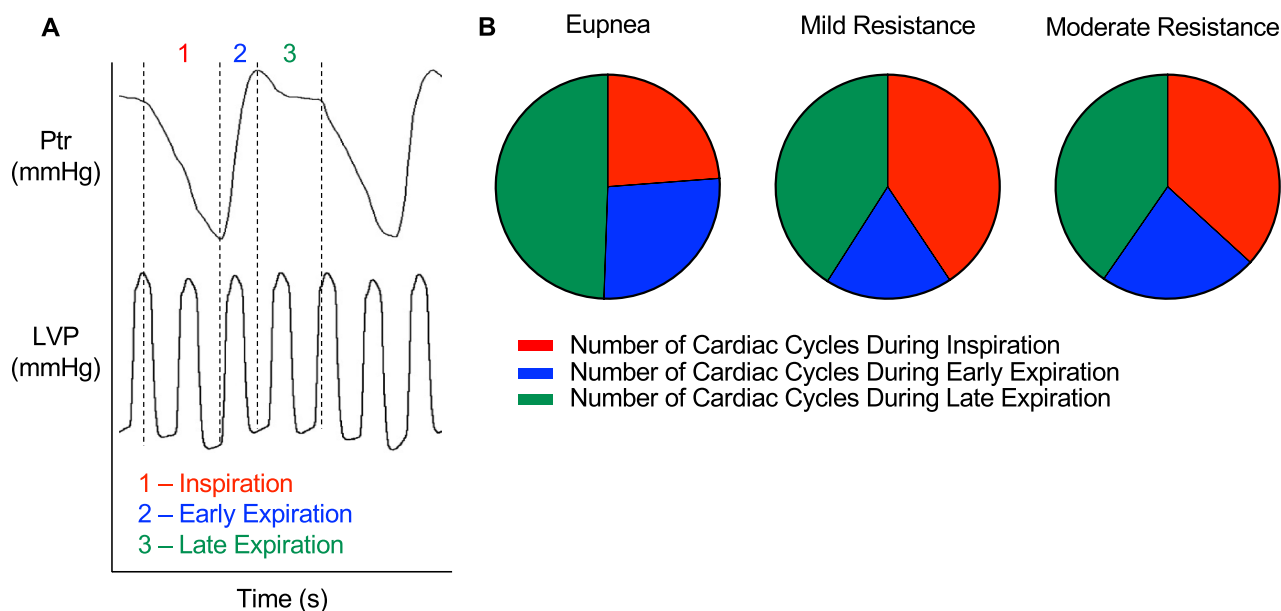 A
1 2 3
Ptr
(mmHg)
LVP
(mmHg)
1 – Inspiration
2 – Early Expiration
3 – Late Expiration
Time (s)
B
Eupnea
Mild Resistance
Moderate Resistance
Number of Cardiac Cycles During Inspiration
Number of Cardiac Cycles During Early Expiration
Number of Cardiac Cycles During Late Expiration